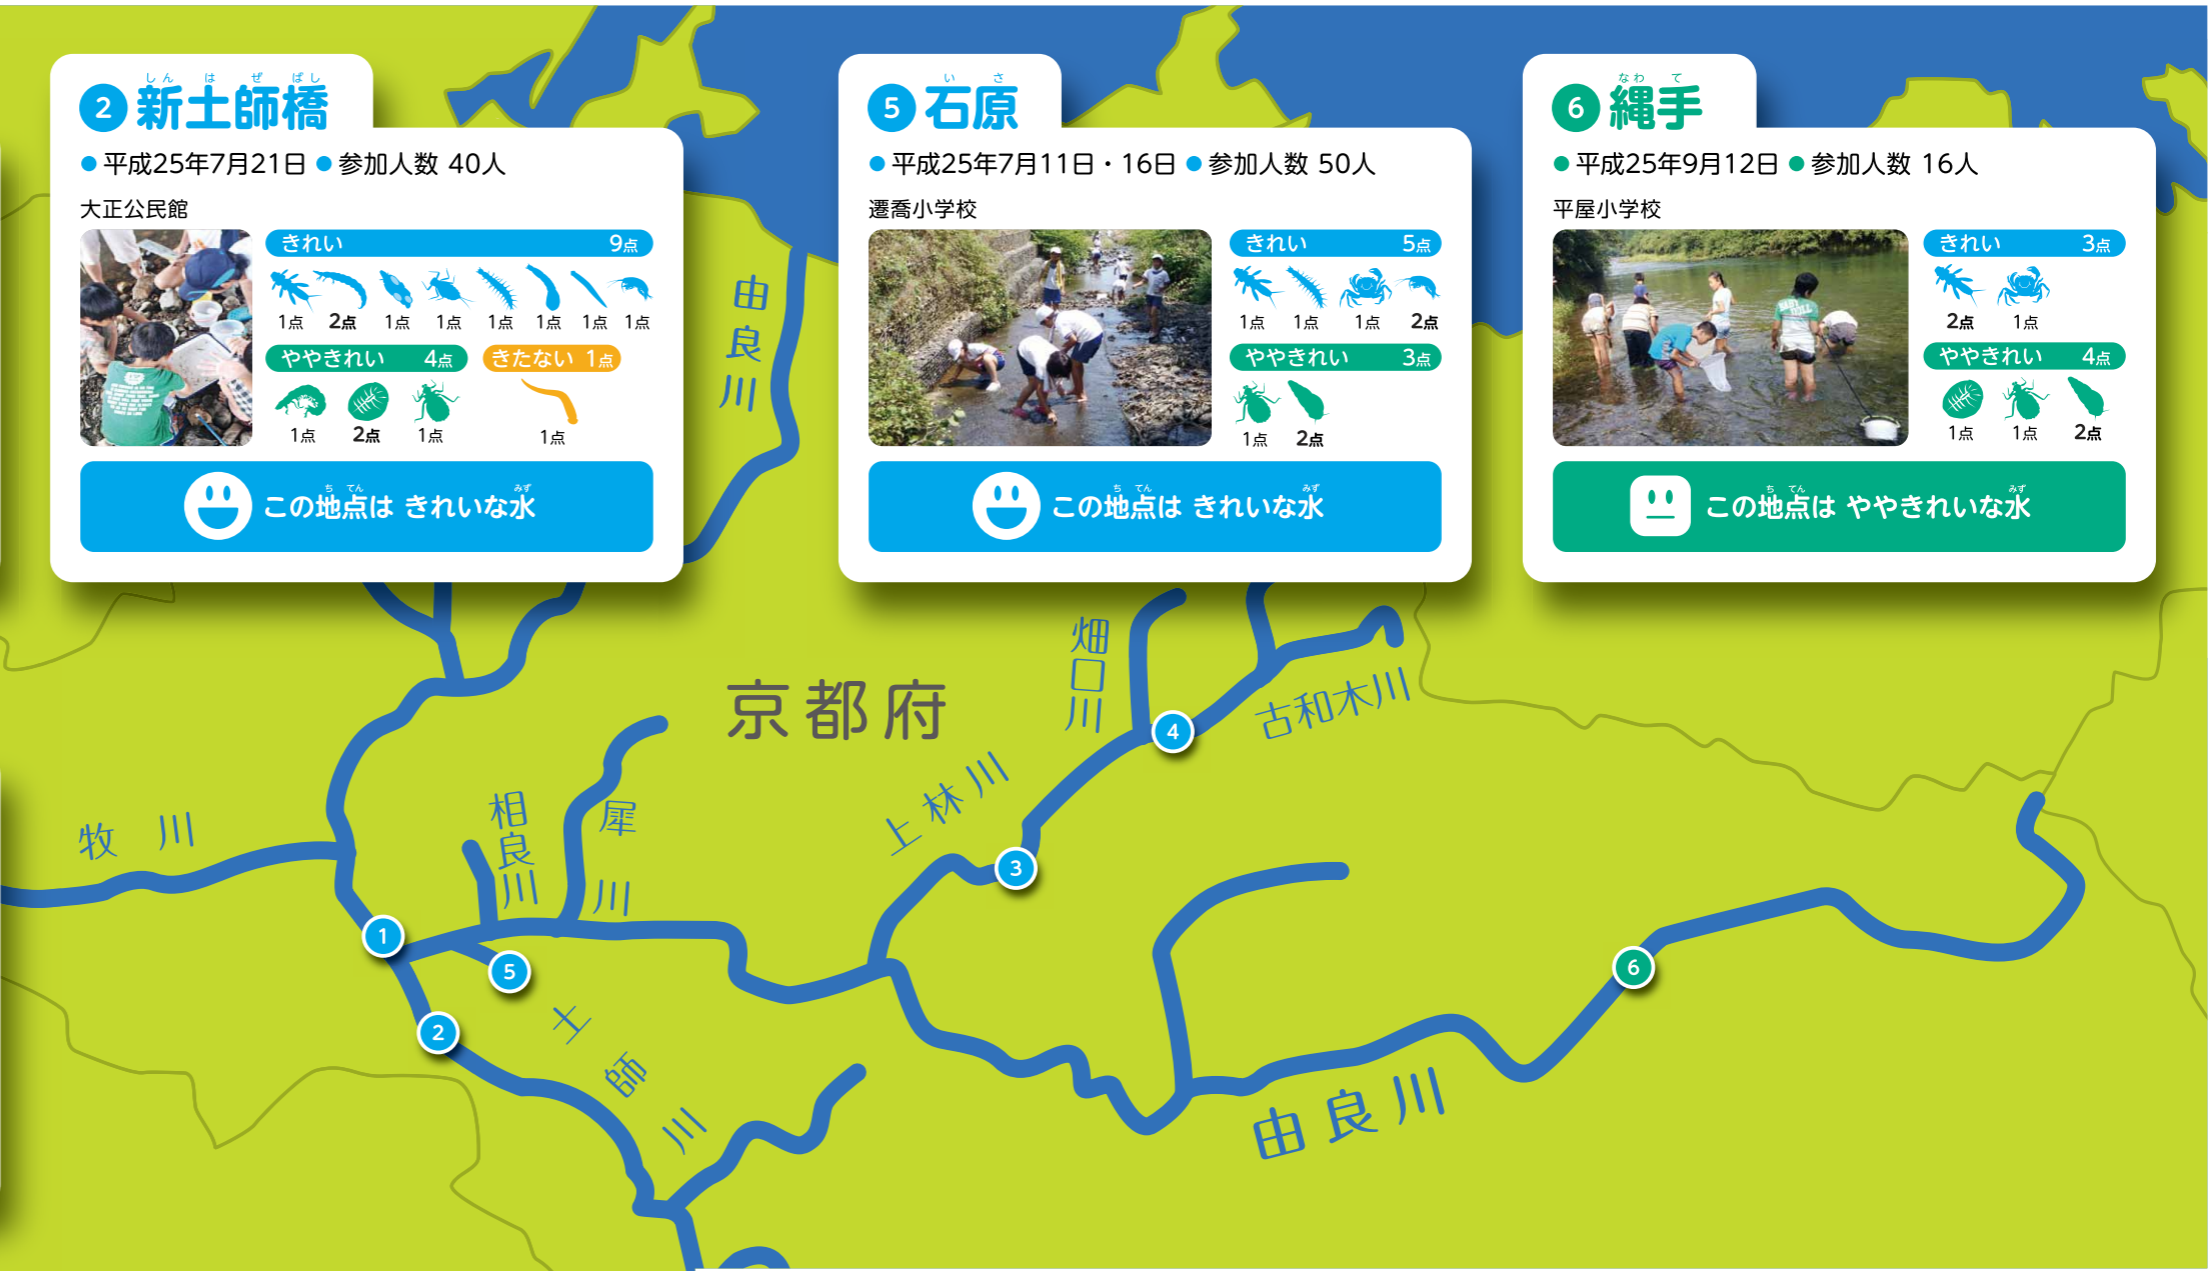 しんはぜばし
2 新土師橋
● 平成25年7月21日 ● 参加人数 40人
大正公民館
きれい 9点
1点 2点 1点 1点 1点 1点 1点 1点
ややきれい 4点
1点 2点 1点
きたない 1点
1点
ちてん みず
この地点は きれいな水
いさ
5 石原
● 平成25年7月11日・16日 ● 参加人数 50人
遷喬小学校
きれい 5点
1点 1点 1点 2点
ややきれい 3点
1点 2点
ちてん みず
この地点は きれいな水
なわて
6 縄手
● 平成25年9月12日 ● 参加人数 16人
平屋小学校
きれい 3点
2点 1点
ややきれい 4点
1点 1点 2点
ちてん みず
この地点は ややきれいな水
由良川
京都府
畑口川
古和木川
4
上林川
3
牧川
相良川
犀川
1
5
2
土師川
6
由良川